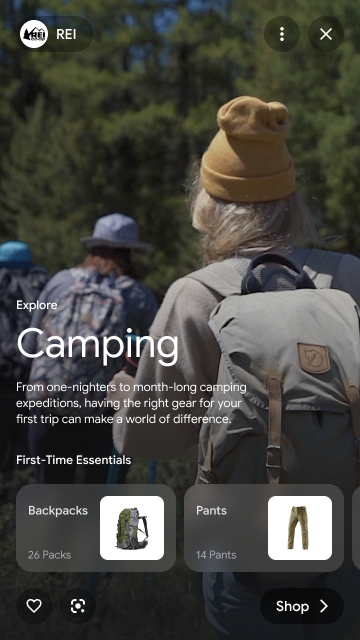 REI
REI
Explore
Camping
From one-nighters to month-long camping
expeditions, having the right gear for your
first trip can make a world of difference.
First-Time Essentials
Backpacks
26 Packs
Pants
14 Pants
Shop